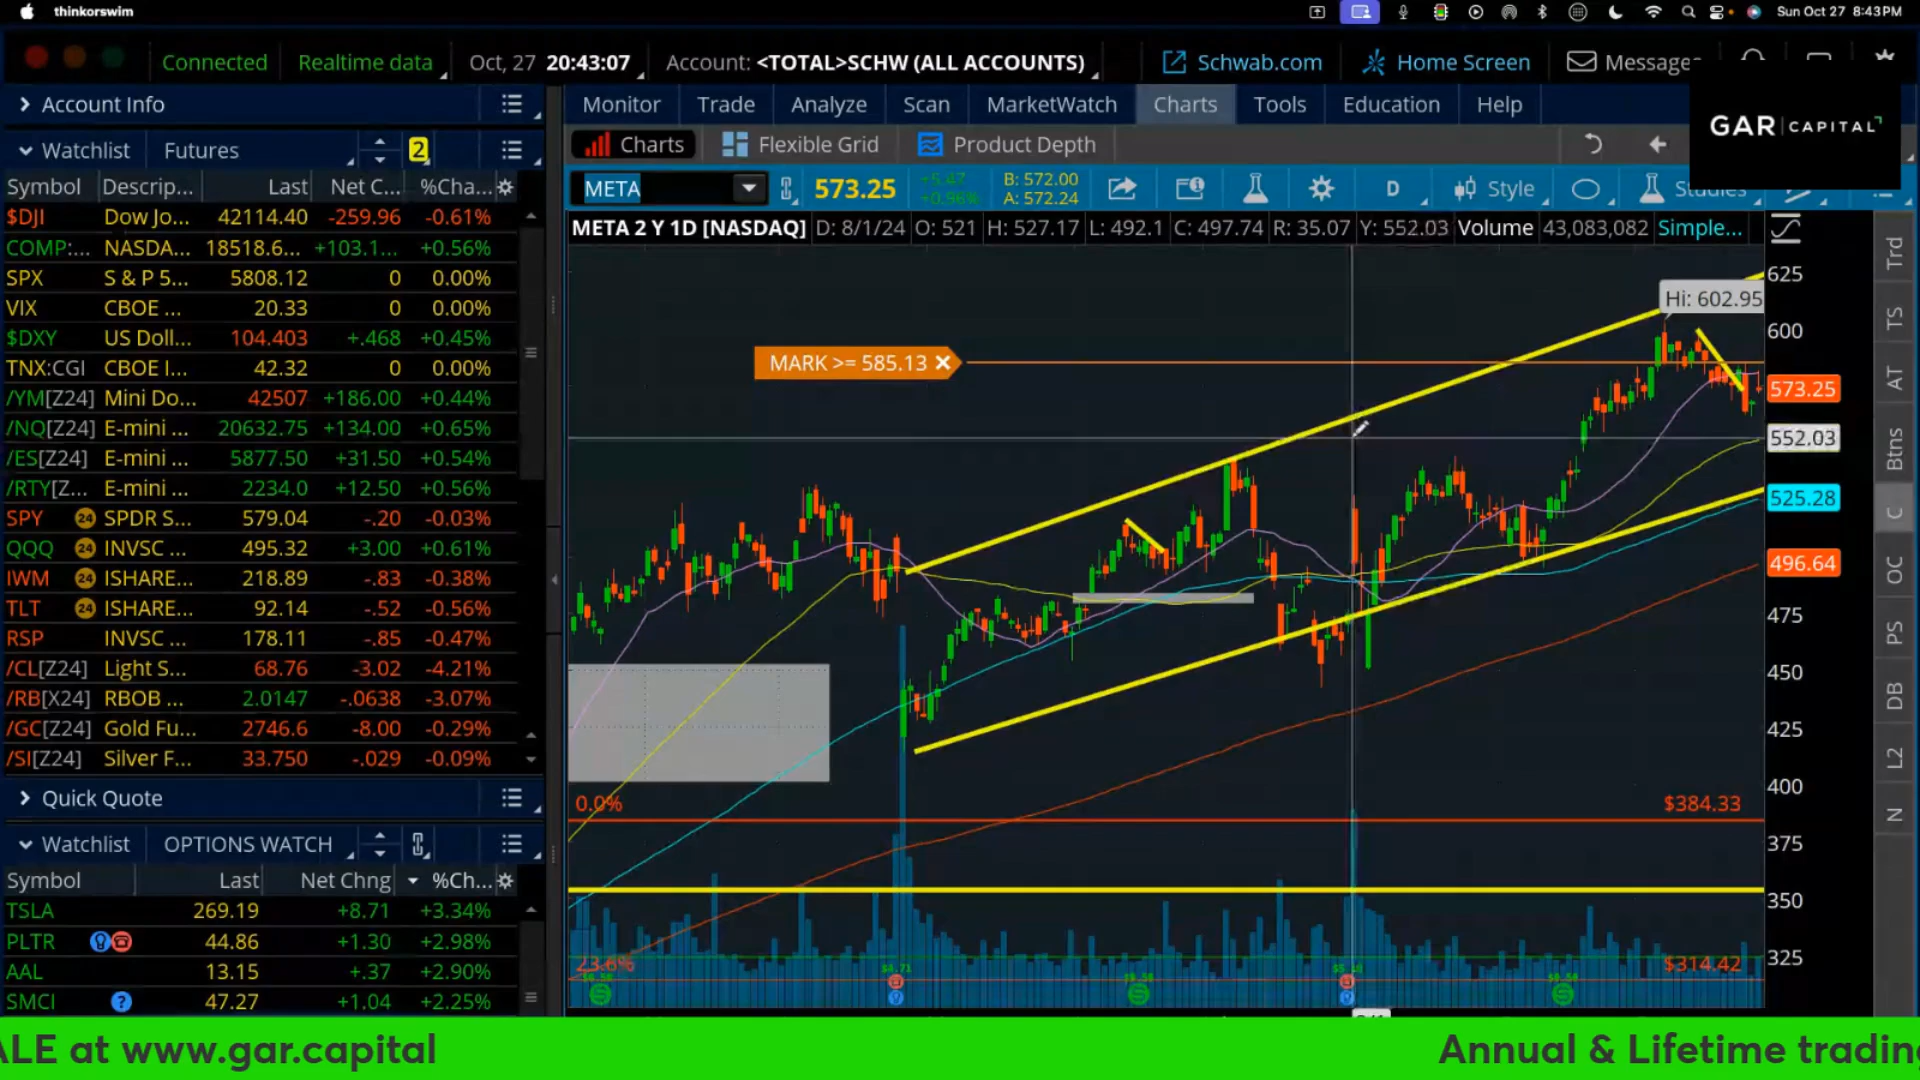 thinkorswim
Sun Oct 27 8:43PM
Connected
Realtime data
Oct, 27 20:43:07
Account: <TOTAL>SCHW (ALL ACCOUNTS)
Schwab.com
Home Screen
GAR | CAPITAL
Account Info
Monitor Trade Analyze Scan MarketWatch Charts Tools Education Help
Watchlist Futures 2
Charts Flexible Grid Product Depth
Symbol Descrip... Last Net C... %Cha...
META 573.25 +5.47 +0.96% B: 572.00 A: 572.24 D Style
META 2 Y 1D [NASDAQ] D: 8/1/24 O: 521 H: 527.17 L: 492.1 C: 497.74 R: 35.07 Y: 552.03 Volume 43,083,082 Simple...
$DJI Dow Jo... 42114.40 -259.96 -0.61%
COMP:... NASDA... 18518.6... +103.1... +0.56%
SPX S & P 5... 5808.12 0 0.00%
VIX CBOE ... 20.33 0 0.00%
$DXY US Doll... 104.403 +.468 +0.45%
TNX:CGI CBOE I... 42.32 0 0.00%
/YM[Z24] Mini Do... 42507 +186.00 +0.44%
/NQ[Z24] E-mini ... 20632.75 +134.00 +0.65%
/ES[Z24] E-mini ... 5877.50 +31.50 +0.54%
/RTY[Z... E-mini ... 2234.0 +12.50 +0.56%
SPY 24 SPDR S... 579.04 -.20 -0.03%
QQQ 24 INVSC ... 495.32 +3.00 +0.61%
IWM 24 ISHARE... 218.89 -.83 -0.38%
TLT 24 ISHARE... 92.14 -.52 -0.56%
RSP INVSC ... 178.11 -.85 -0.47%
/CL[Z24] Light S... 68.76 -3.02 -4.21%
/RB[X24] RBOB ... 2.0147 -.0638 -3.07%
/GC[Z24] Gold Fu... 2746.6 -8.00 -0.29%
/SI[Z24] Silver F... 33.750 -.029 -0.09%
Quick Quote
Watchlist OPTIONS WATCH
Symbol Last Net Chng %Ch...
TSLA 269.19 +8.71 +3.34%
PLTR 44.86 +1.30 +2.98%
AAL 13.15 +.37 +2.90%
SMCI ? 47.27 +1.04 +2.25%
Hi: 602.95
MARK >= 585.13
0.0%
$384.33
23.6%
$314.42
625
600
573.25
552.03
525.28
496.64
475
450
425
400
375
350
325
Trd
TS
AT
Btns
C
OC
PS
DB
L2
N
ALE at www.gar.capital
Annual & Lifetime trading